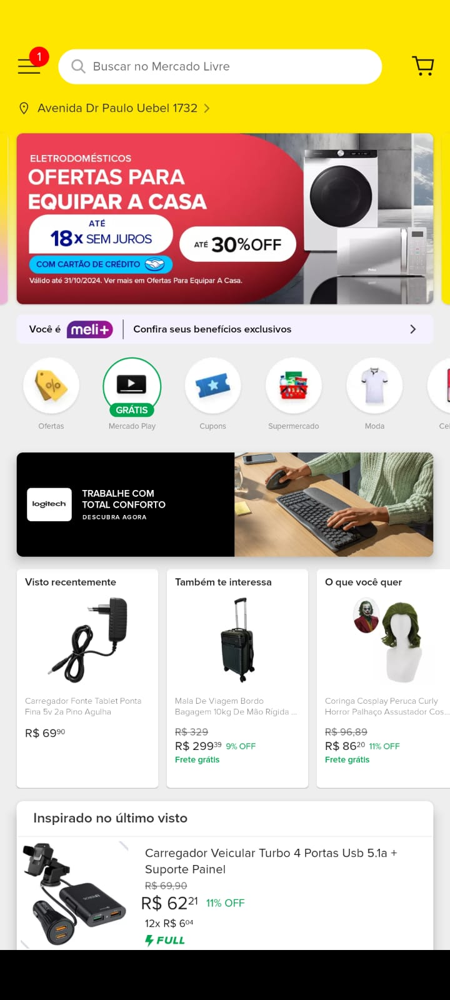 1
Buscar no Mercado Livre
Avenida Dr Paulo Uebel 1732
ELETRODOMÉSTICOS
OFERTAS PARA
EQUIPAR A CASA
ATÉ
18x SEM JUROS
ATÉ 30%OFF
COM CARTÃO DE CRÉDITO
Válido até 31/10/2024. Ver mais em Ofertas Para Equipar A Casa.
Você é meli+ Confira seus benefícios exclusivos
%
GRÁTIS
Ofertas Mercado Play Cupons Supermercado Moda Cel
logitech
TRABALHE COM
TOTAL CONFORTO
DESCUBRA AGORA
Visto recentemente
Carregador Fonte Tablet Ponta
Fina 5v 2a Pino Agulha
R$ 6990
Também te interessa
Mala De Viagem Bordo
Bagagem 10kg De Mão Rígida ...
R$ 329
R$ 29939 9% OFF
Frete grátis
O que você quer
Coringa Cosplay Peruca Curly
Horror Palhaço Assustador Cos...
R$ 96,89
R$ 8620 11% OFF
Frete grátis
Inspirado no último visto
Carregador Veicular Turbo 4 Portas Usb 5.1a +
Suporte Painel
R$ 69,90
R$ 6221 11% OFF
12x R$ 604
FULL